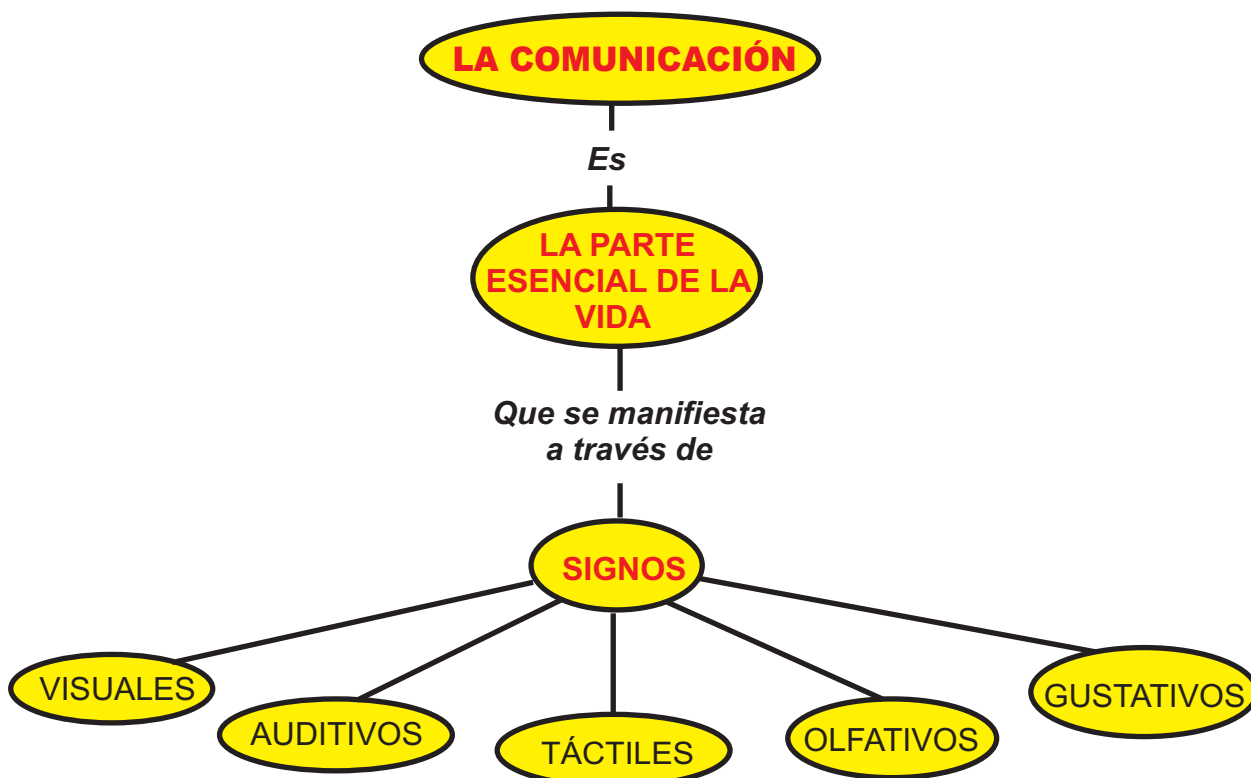 LA COMUNICACIÓN
Es
LA PARTE
ESENCIAL DE LA
VIDA
Que se manifiesta
a través de
SIGNOS
VISUALES
AUDITIVOS
TÁCTILES
OLFATIVOS
GUSTATIVOS